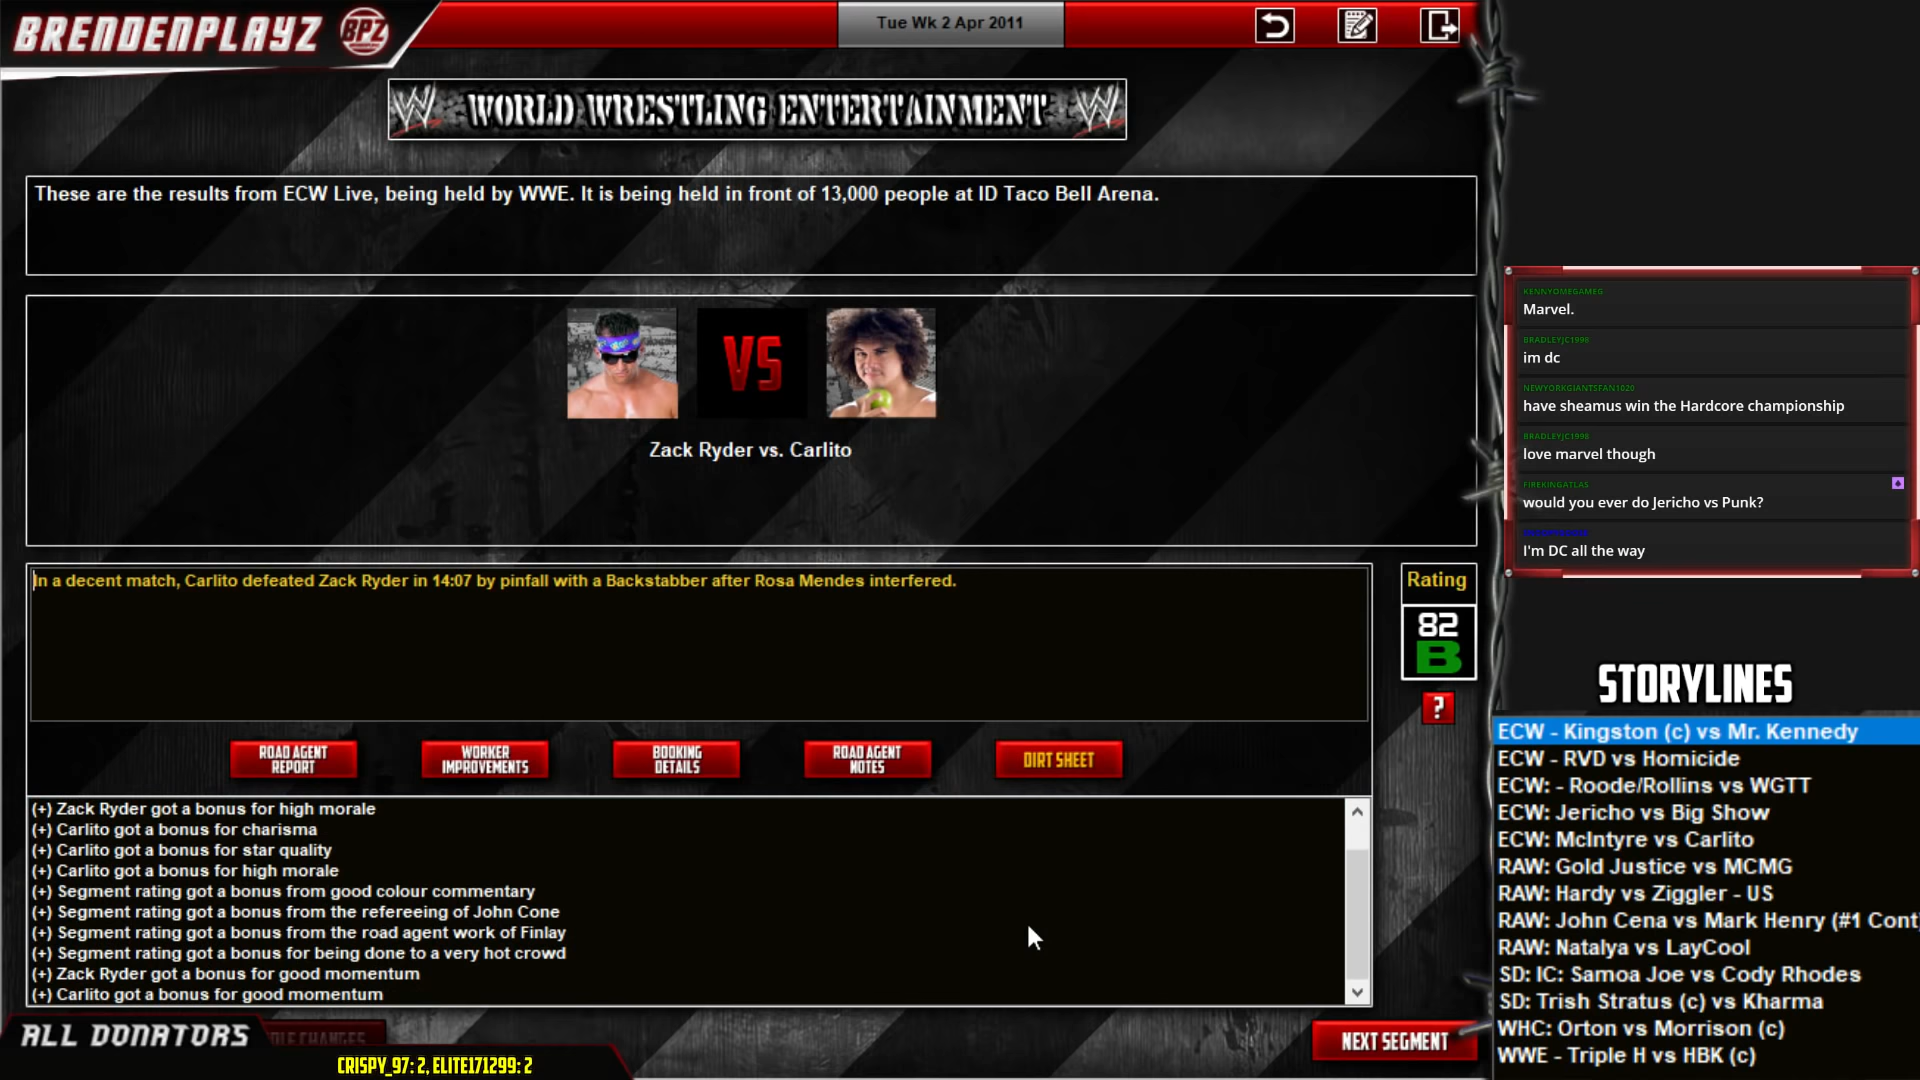 BRENDENPLAYZ
BPZ
Tue Wk 2 Apr 2011
WORLD WRESTLING ENTERTAINMENT
These are the results from ECW Live, being held by WWE. It is being held in front of 13,000 people at ID Taco Bell Arena.
VS
Zack Ryder vs. Carlito
In a decent match, Carlito defeated Zack Ryder in 14:07 by pinfall with a Backstabber after Rosa Mendes interfered.
Rating
82
B
?
ROAD AGENT REPORT
WORKER IMPROVEMENTS
BOOKING DETAILS
ROAD AGENT NOTES
DIRT SHEET
(+) Zack Ryder got a bonus for high morale
(+) Carlito got a bonus for charisma
(+) Carlito got a bonus for star quality
(+) Carlito got a bonus for high morale
(+) Segment rating got a bonus from good colour commentary
(+) Segment rating got a bonus from the refereeing of John Cone
(+) Segment rating got a bonus from the road agent work of Finlay
(+) Segment rating got a bonus for being done to a very hot crowd
(+) Zack Ryder got a bonus for good momentum
(+) Carlito got a bonus for good momentum
ALL DONATORS
CHANGES
NEXT SEGMENT
CRISPY_97: 2, ELITE171299: 2
KENNYOMEGAMEG
Marvel.
BRADLEYJC1998
im dc
NEWYORKGIANTSFAN1020
have sheamus win the Hardcore championship
BRADLEYJC1998
love marvel though
FIREKINGATLAS
would you ever do Jericho vs Punk?
I'm DC all the way
STORYLINES
ECW - Kingston (c) vs Mr. Kennedy
ECW - RVD vs Homicide
ECW: - Roode/Rollins vs WGTT
ECW: Jericho vs Big Show
ECW: McIntyre vs Carlito
RAW: Gold Justice vs MCMG
RAW: Hardy vs Ziggler - US
RAW: John Cena vs Mark Henry (#1 Cont
RAW: Natalya vs LayCool
SD: IC: Samoa Joe vs Cody Rhodes
SD: Trish Stratus (c) vs Kharma
WHC: Orton vs Morrison (c)
WWE - Triple H vs HBK (c)